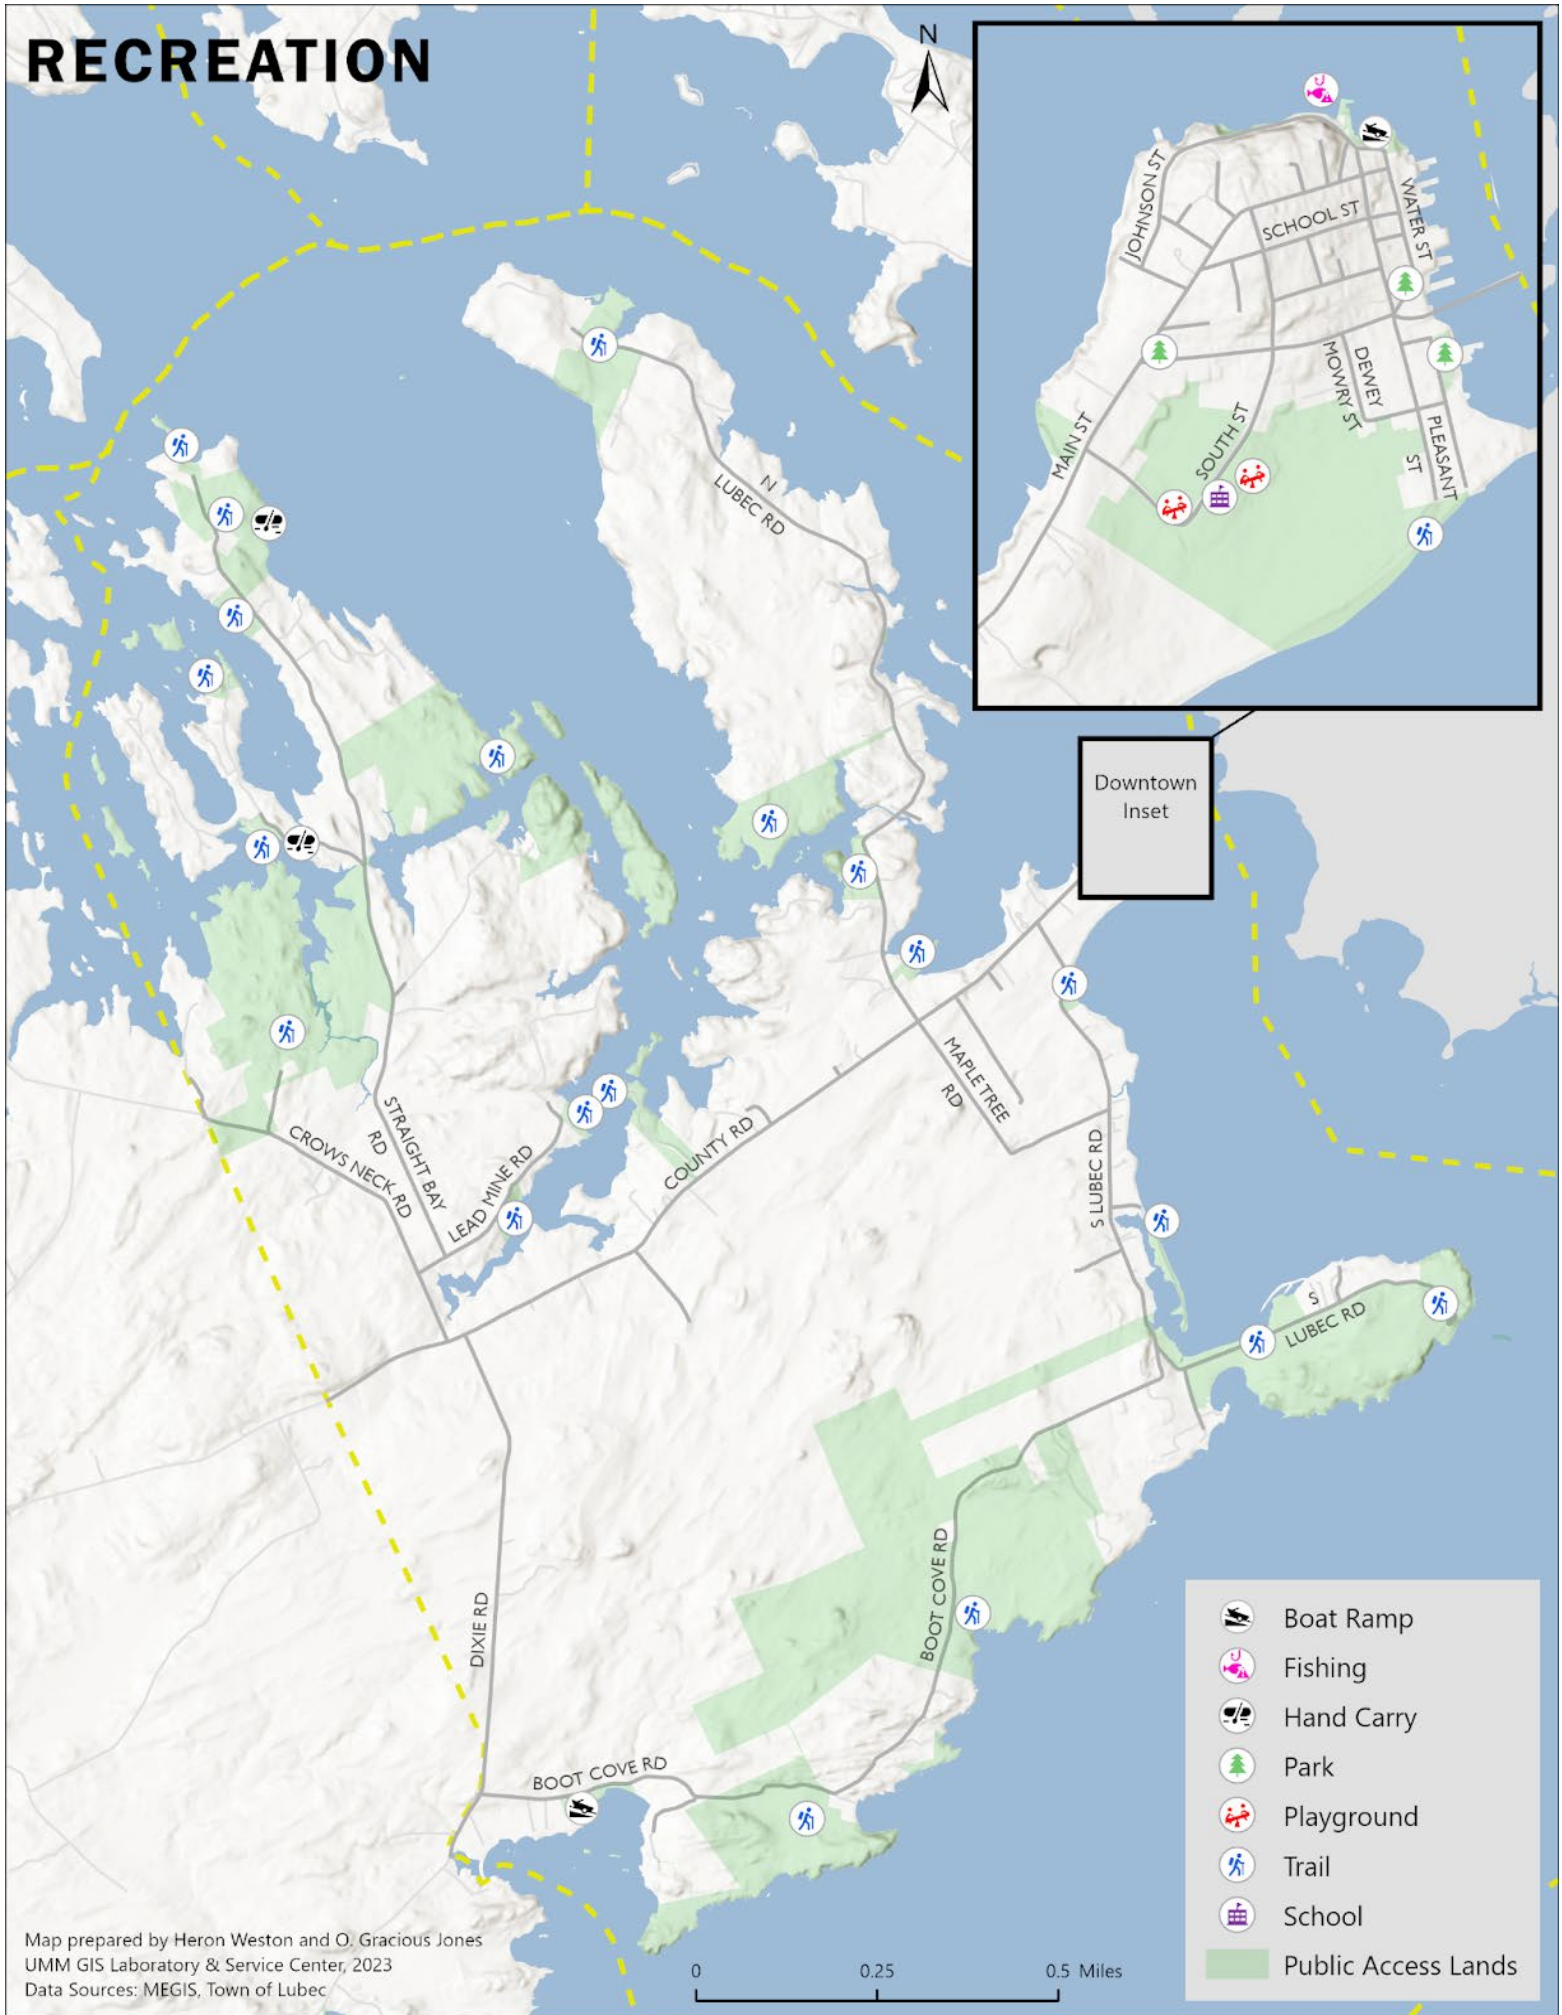 RECREATION
N
JOHNSON ST
SCHOOL ST
WATER ST
MAIN ST
SOUTH ST
MOWRY ST
DEWEY
PLEASANT
ST
N
LUBEC RD
Downtown
Inset
MAPLE TREE
RD
COUNTY RD
STRAIGHT BAY
RD
CROWS NECK RD
LEAD MINE RD
S LUBEC RD
S
LUBEC RD
DIXIE RD
BOOT COVE RD
BOOT COVE RD
Boat Ramp
Fishing
Hand Carry
Park
Playground
Trail
School
Public Access Lands
Map prepared by Heron Weston and O. Gracious Jones
UMM GIS Laboratory & Service Center, 2023
Data Sources: MEGIS, Town of Lubec
0 0.25 0.5 Miles